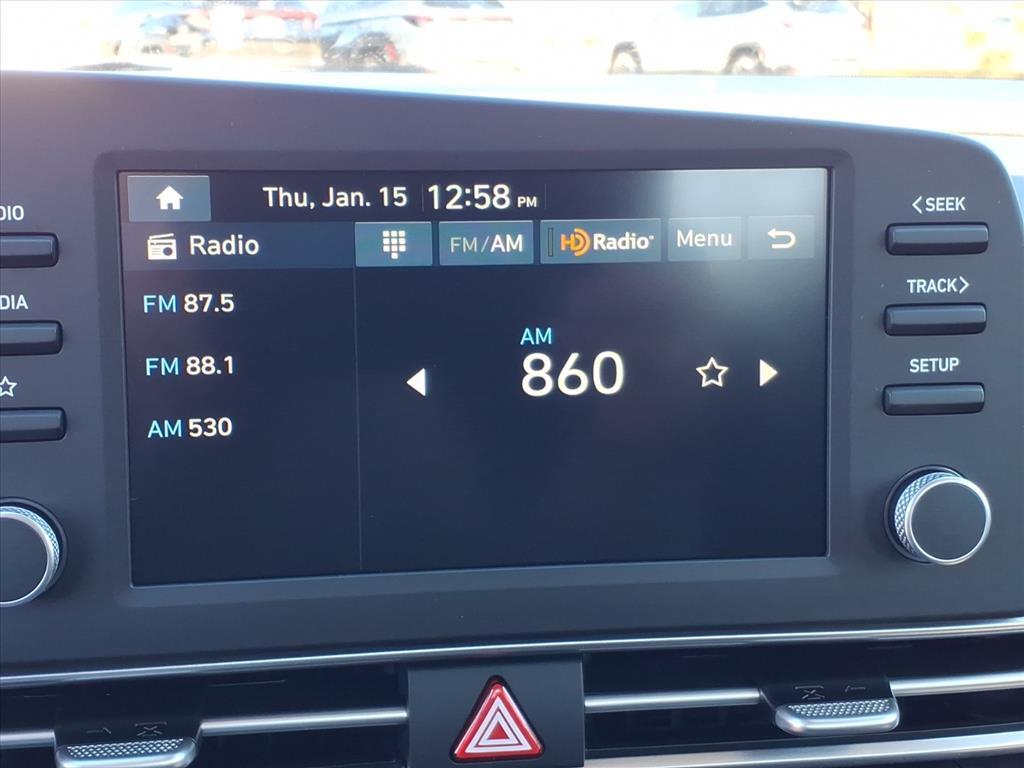 Thu, Jan. 15 12:58 PM
Radio
FM/AM
HD Radio
Menu
FM 87.5
FM 88.1
AM 530
AM
860
DIO
DIA
< SEEK
TRACK >
SETUP